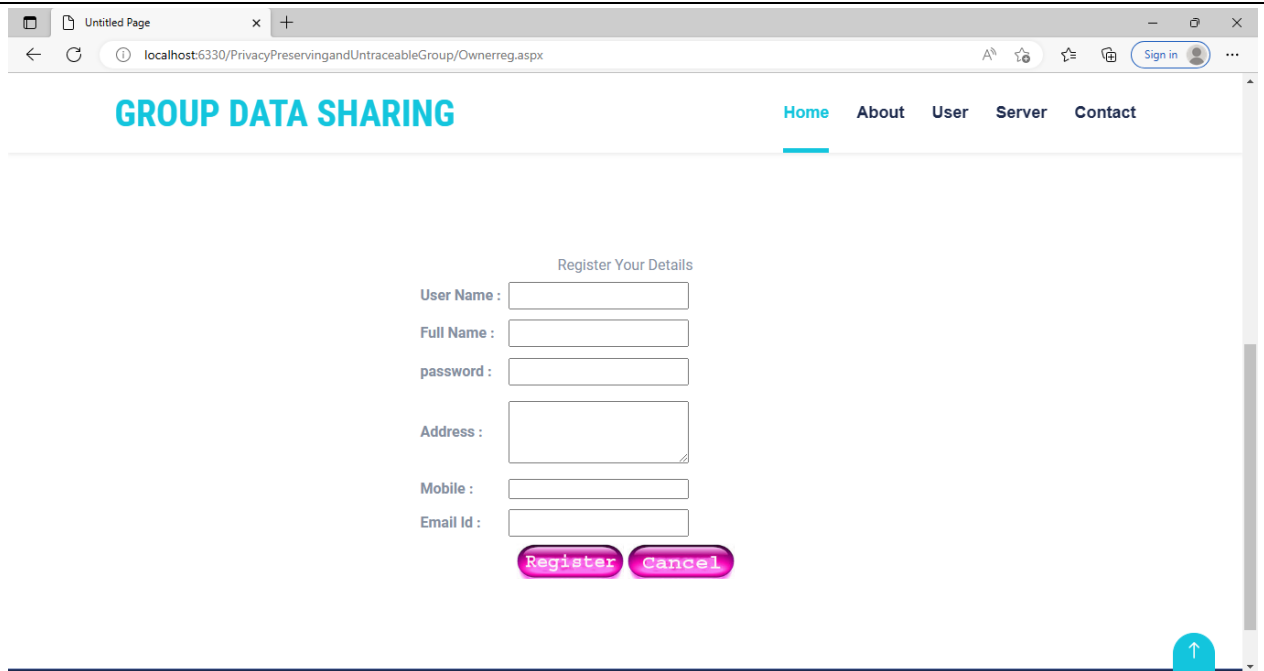 Untitled Page
localhost:6330/PrivacyPreservingandUntraceableGroup/Ownerreg.aspx
Sign in
GROUP DATA SHARING
Home About User Server Contact
Register Your Details
User Name :
Full Name :
password :
Address :
Mobile :
Email Id :
Register Cancel